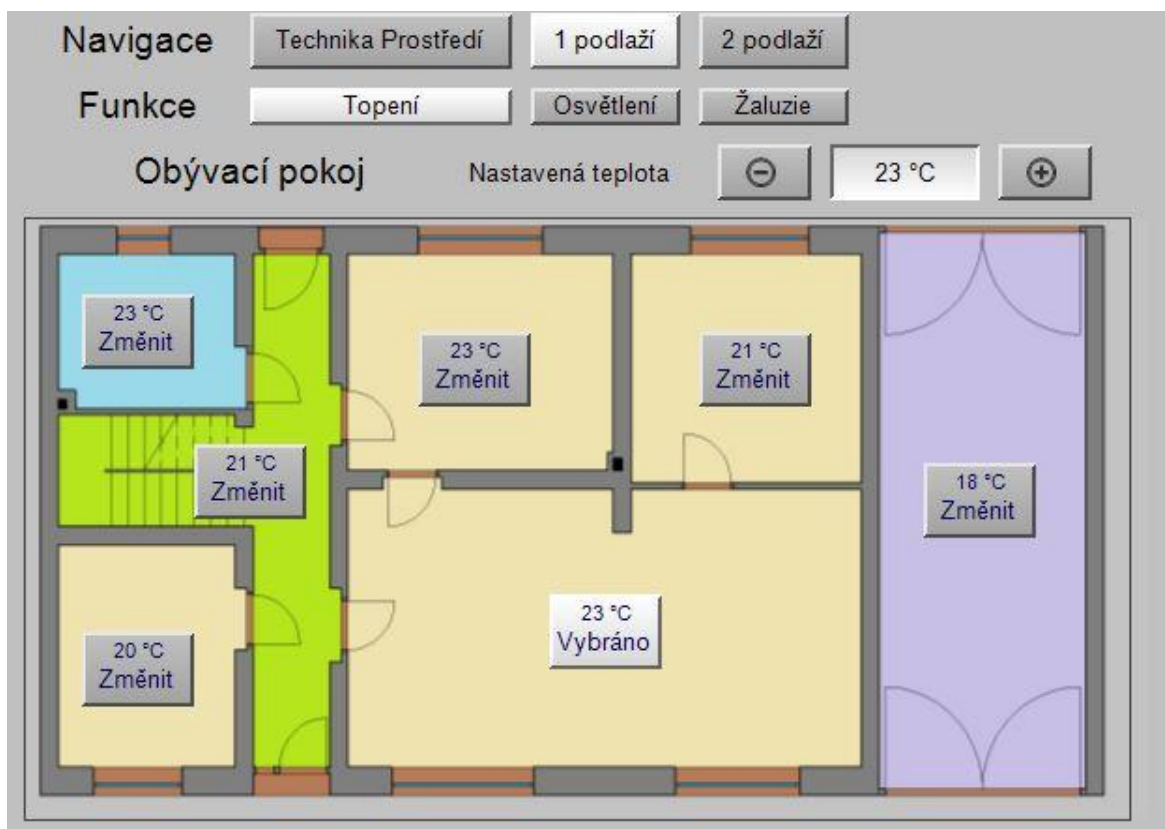 Navigace Technika Prostředí 1 podlaží 2 podlaží
Funkce Topení Osvětlení Žaluzie
Obývací pokoj Nastavená teplota 23 °C
23 °C
Změnit
23 °C
Změnit
21 °C
Změnit
21 °C
Změnit
18 °C
Změnit
23 °C
Vybráno
20 °C
Změnit